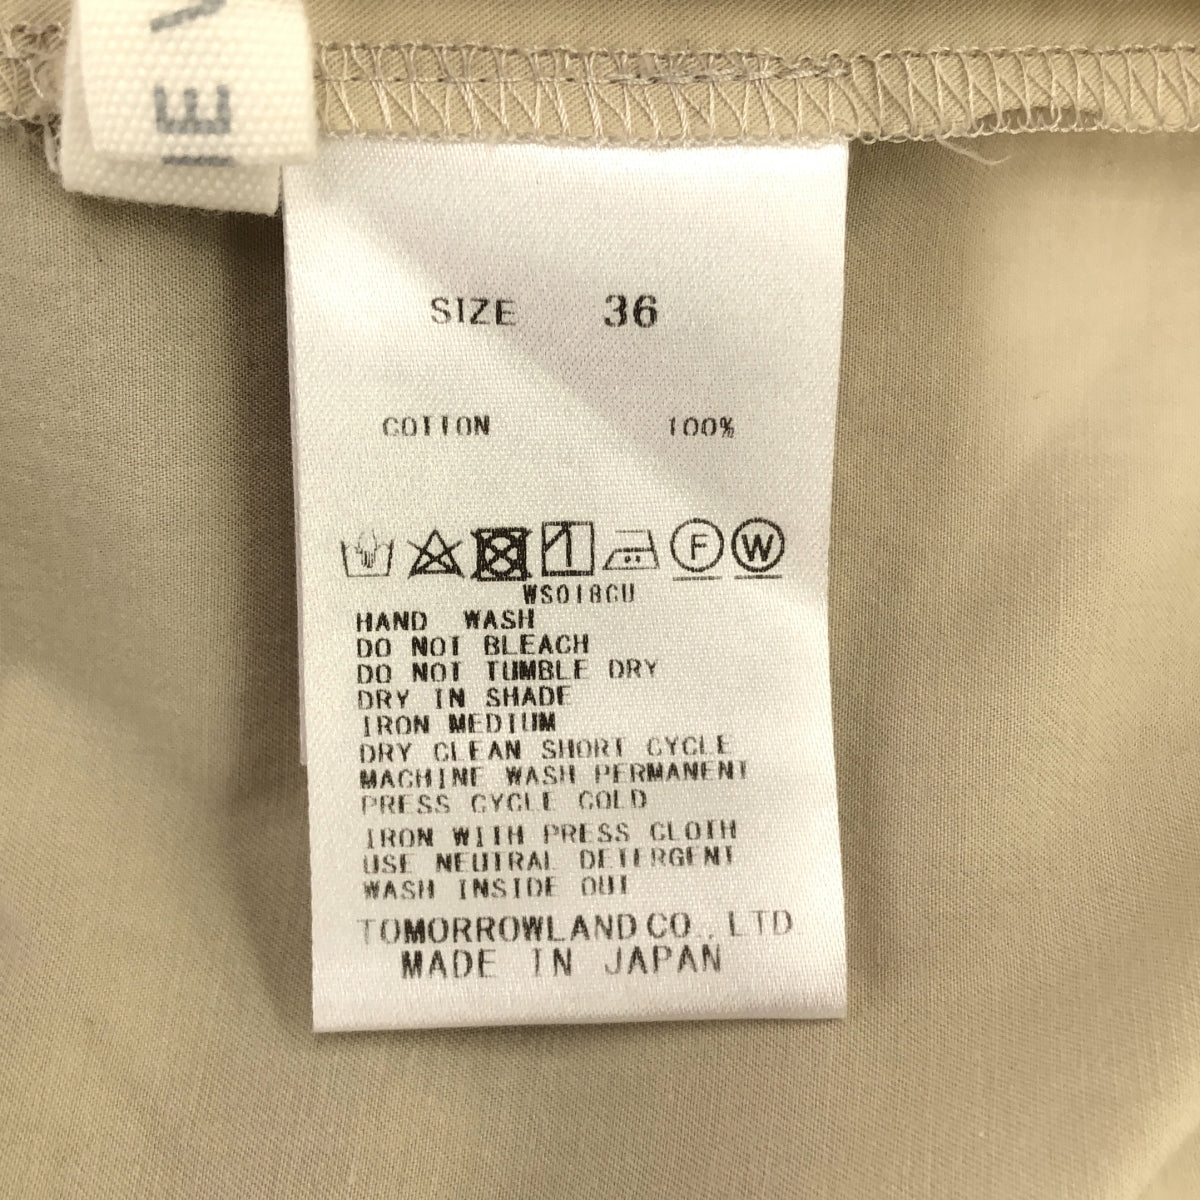 IEV
SIZE 36
COTTON 100%
F W
WS018CU
HAND WASH
DO NOT BLEACH
DO NOT TUMBLE DRY
DRY IN SHADE
IRON MEDIUM
DRY CLEAN SHORT CYCLE
MACHINE WASH PERMANENT
PRESS CYCLE COLD
IRON WITH PRESS CLOTH
USE NEUTRAL DETERGENT
WASH INSIDE OUT
TOMORROWLAND CO., LTD.
MADE IN JAPAN